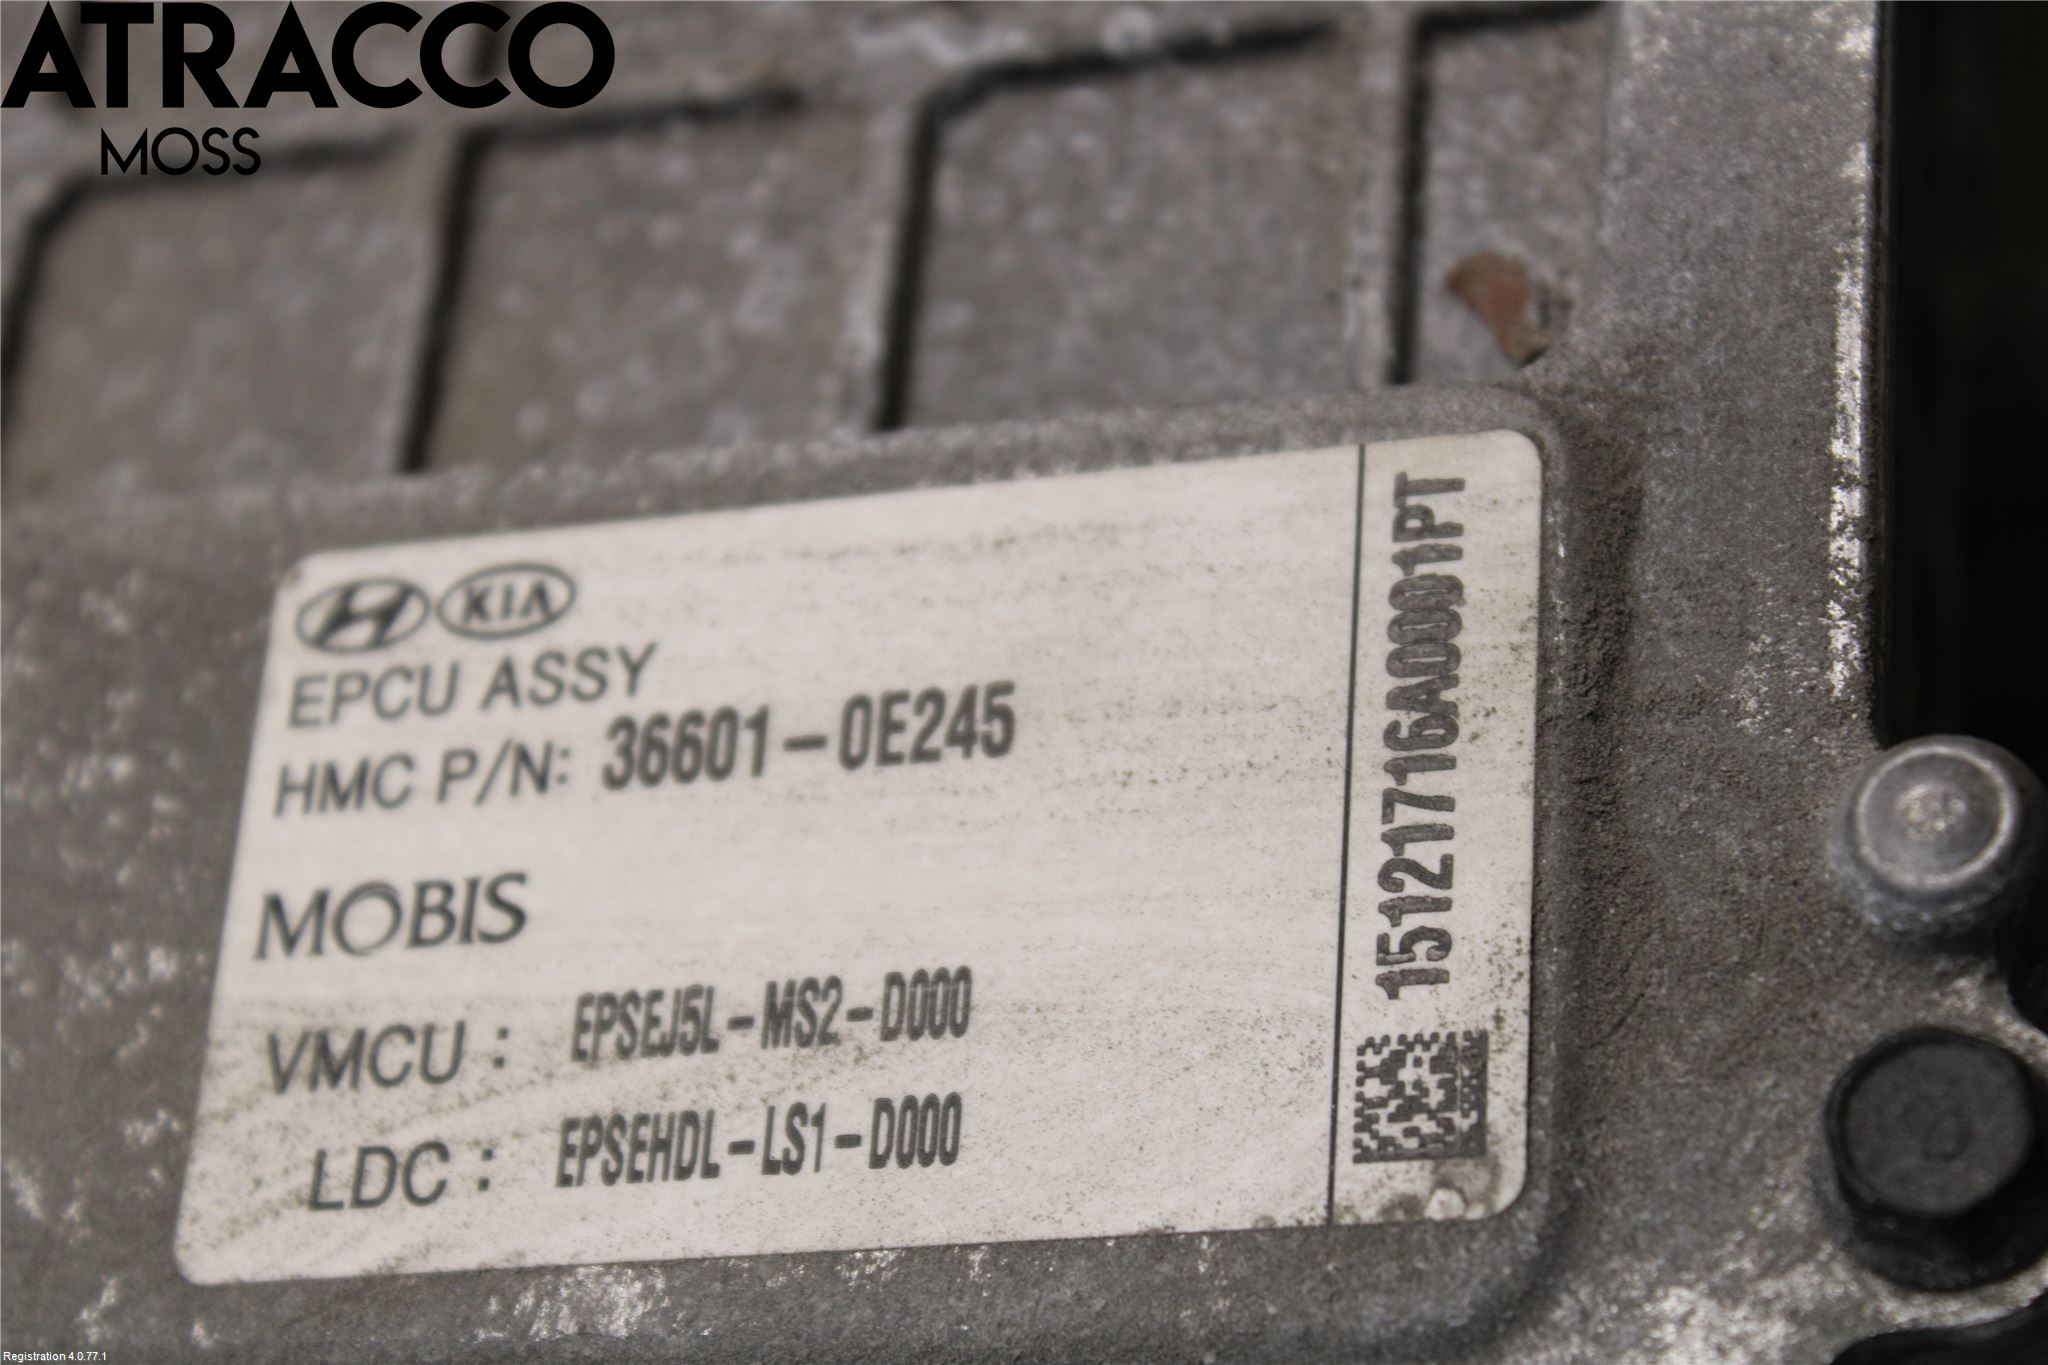 ATRACCO
MOSS
KIA
EPCU ASSY
HMC P/N: 36601-0E245
MOBIS
VMCU : EPSEJ5L-MS2-D000
LDC : EPSEHDL-LS1-D000
151217716A00001PT
Registration 4.0.77.1